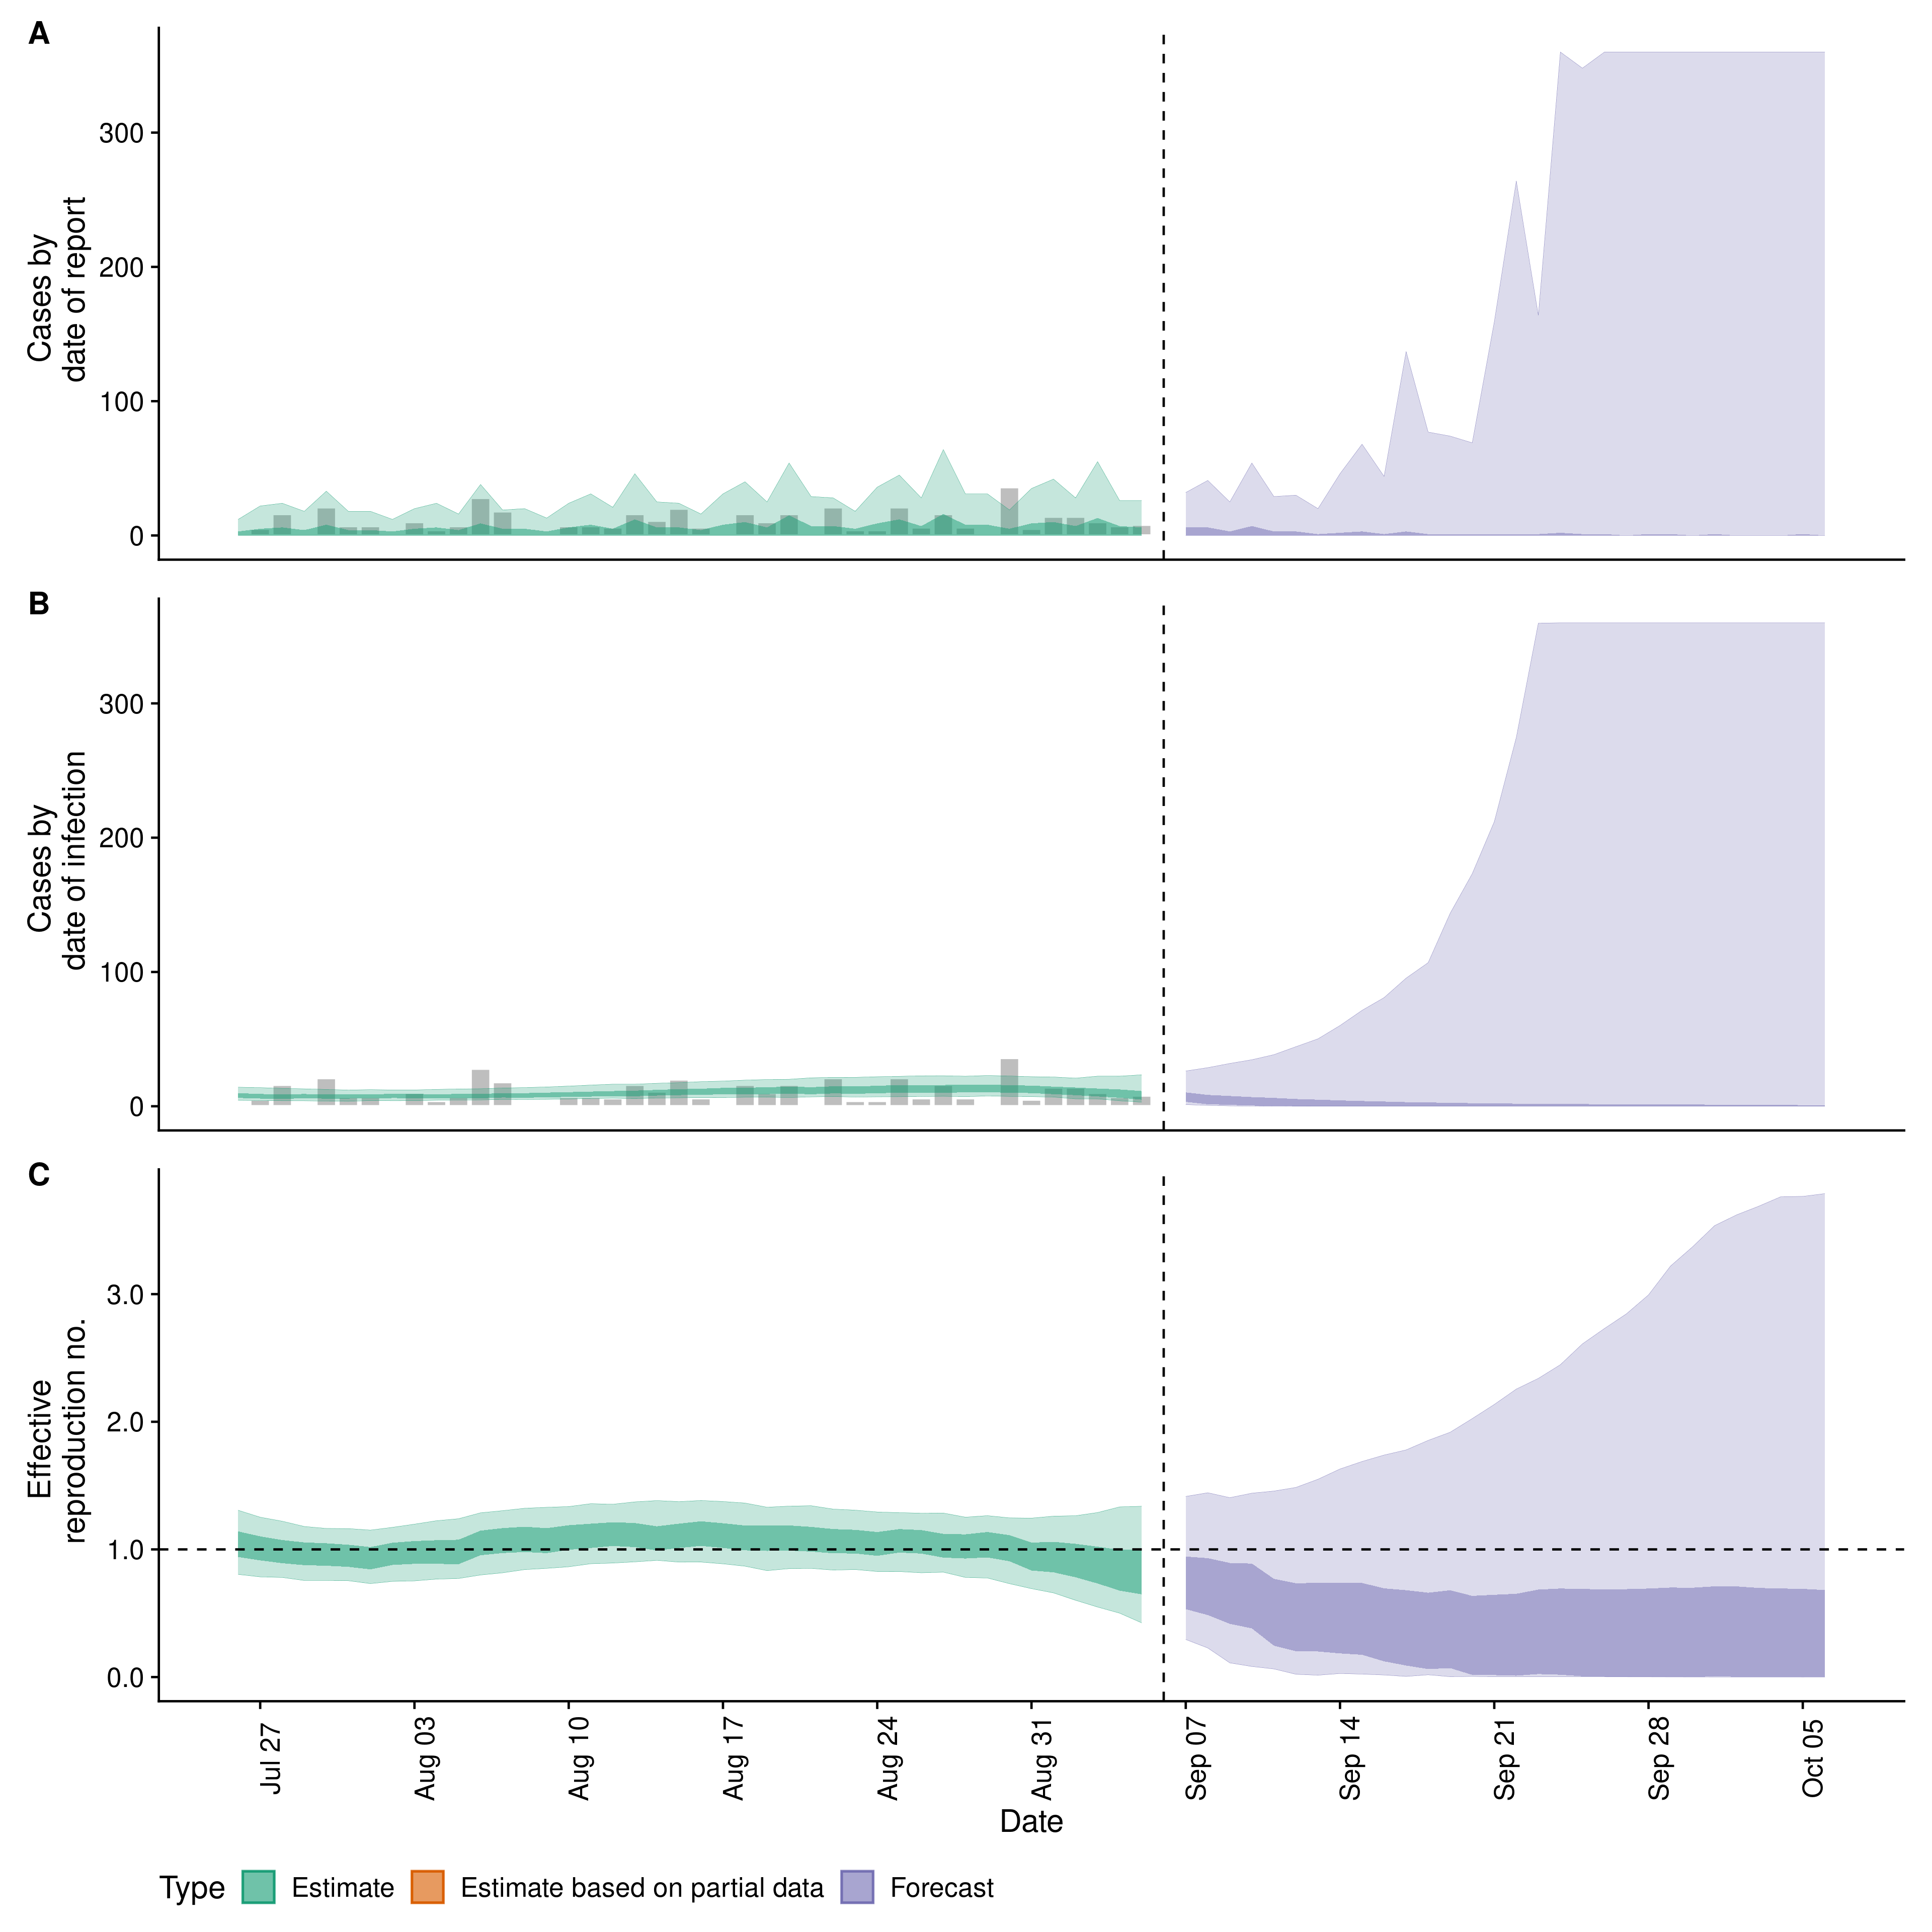 A
Cases by
date of report
300
200
100
0
B
Cases by
date of infection
300
200
100
0
C
Effective
reproduction no.
3.0
2.0
1.0
0.0
Jul 27
Aug 03
Aug 10
Aug 17
Aug 24
Aug 31
Sep 07
Sep 14
Sep 21
Sep 28
Oct 05
Date
Type Estimate Estimate based on partial data Forecast